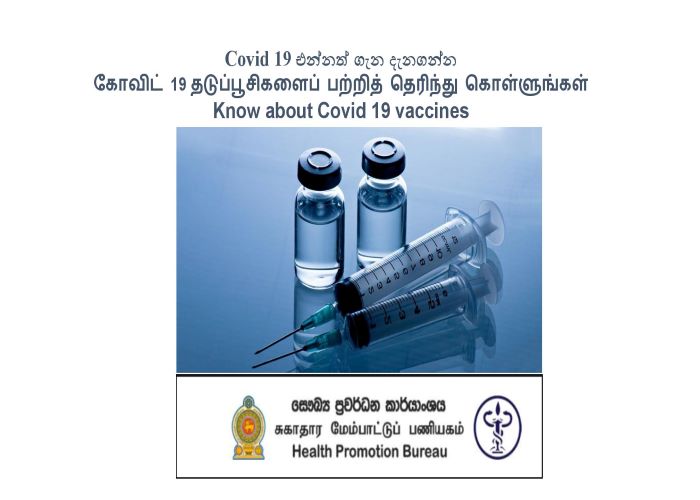 Covid 19 එන්නත් ගැන දැනගන්න
கோவிட் 19 தடுப்பூசிகளைப் பற்றித் தெரிந்து கொள்ளுங்கள்
Know about Covid 19 vaccines
සෞඛ්‍ය ප්‍රවර්ධන කාර්යාංශය
சுகாதார மேம்பாட்டுப் பணியகம்
Health Promotion Bureau